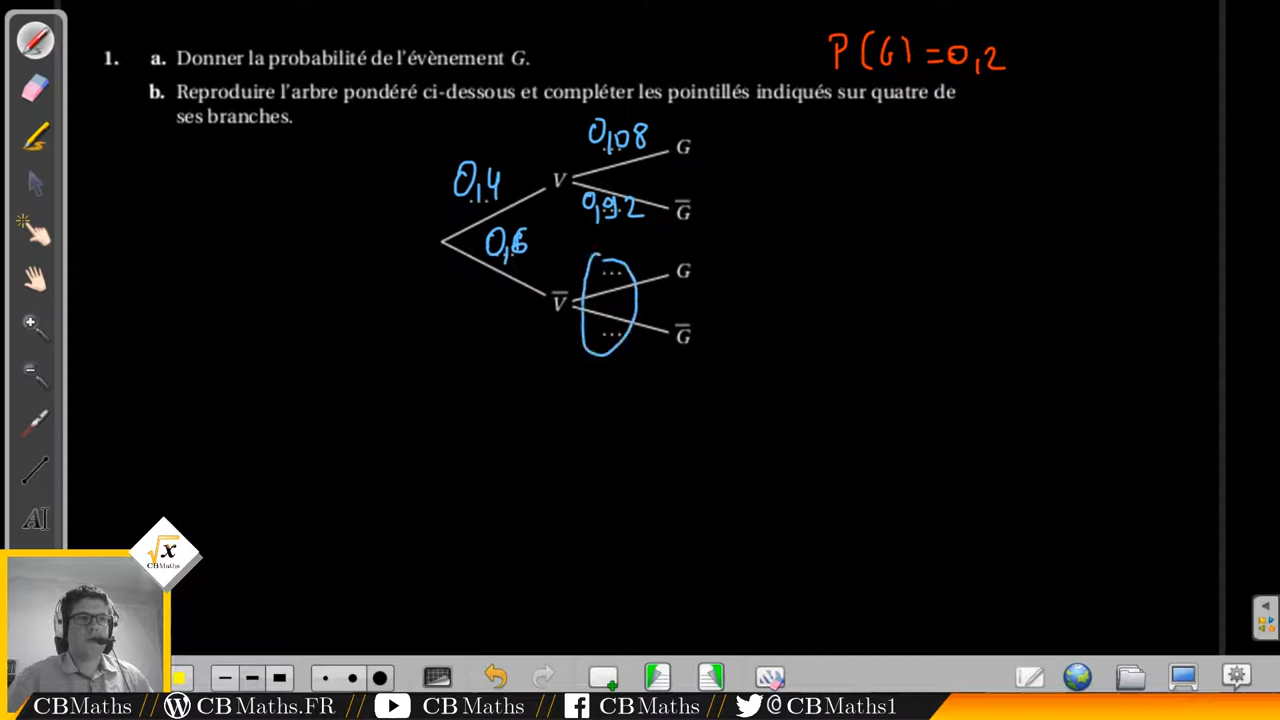 1. a. Donner la probabilité de l'évènement G.
P(G) = 0,2
b. Reproduire l'arbre pondéré ci-dessous et compléter les pointillés indiqués sur quatre de
ses branches.
0,08
G
0,4
V
0,92
G̅
0,6
...
G
V̅
...
G̅
AI
√x
CBMaths
CBMaths
CBMaths.FR
CBMaths
CBMaths
@CBMaths1